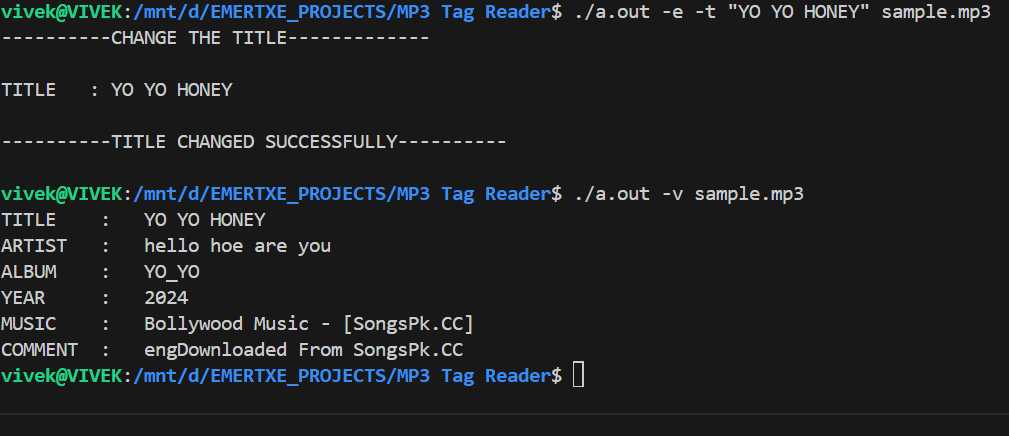 vivek@VIVEK:/mnt/d/EMERTXE_PROJECTS/MP3 Tag Reader$ ./a.out -e -t "YO YO HONEY" sample.mp3
----------CHANGE THE TITLE-------------
TITLE   : YO YO HONEY
----------TITLE CHANGED SUCCESSFULLY----------
vivek@VIVEK:/mnt/d/EMERTXE_PROJECTS/MP3 Tag Reader$ ./a.out -v sample.mp3
TITLE    :   YO YO HONEY
ARTIST   :   hello hoe are you
ALBUM    :   YO_YO
YEAR     :   2024
MUSIC    :   Bollywood Music - [SongsPk.CC]
COMMENT  :   engDownloaded From SongsPk.CC
vivek@VIVEK:/mnt/d/EMERTXE_PROJECTS/MP3 Tag Reader$